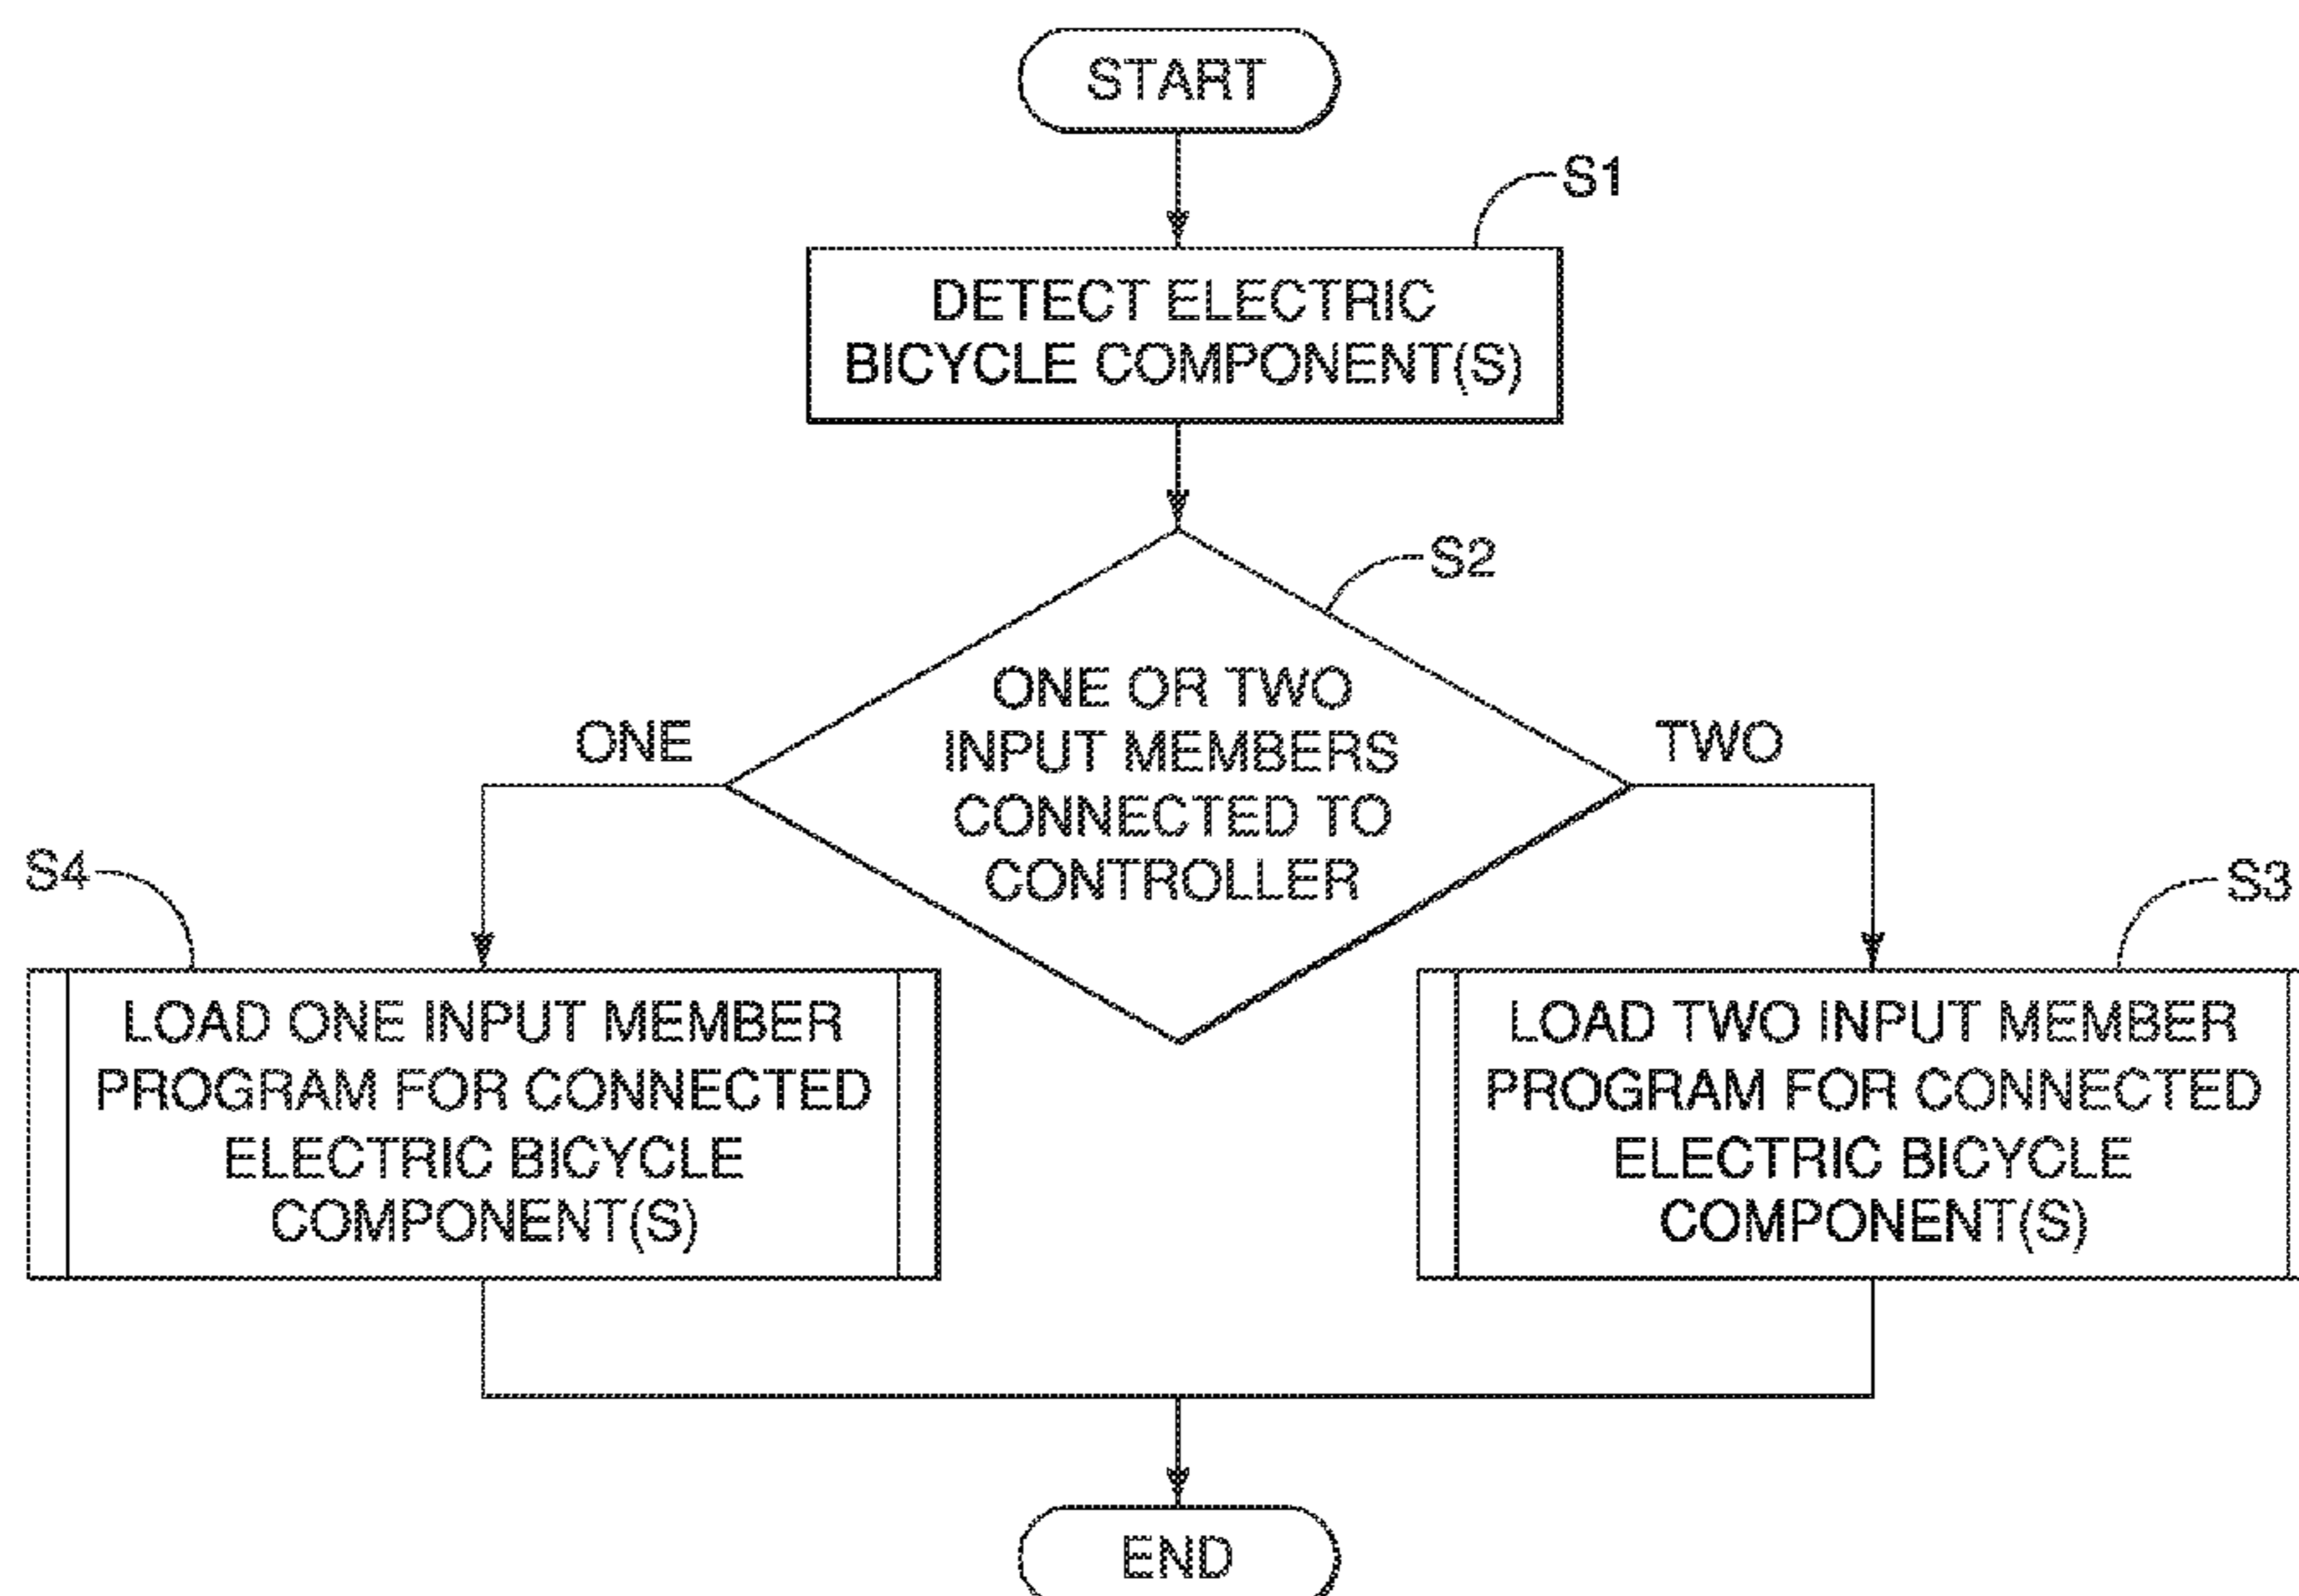 START
S1
DETECT ELECTRIC
BICYCLE COMPONENT(S)
S2
ONE OR TWO
INPUT MEMBERS
CONNECTED TO
CONTROLLER
ONE
TWO
S4
S3
LOAD ONE INPUT MEMBER
PROGRAM FOR CONNECTED
ELECTRIC BICYCLE
COMPONENT(S)
LOAD TWO INPUT MEMBER
PROGRAM FOR CONNECTED
ELECTRIC BICYCLE
COMPONENT(S)
END